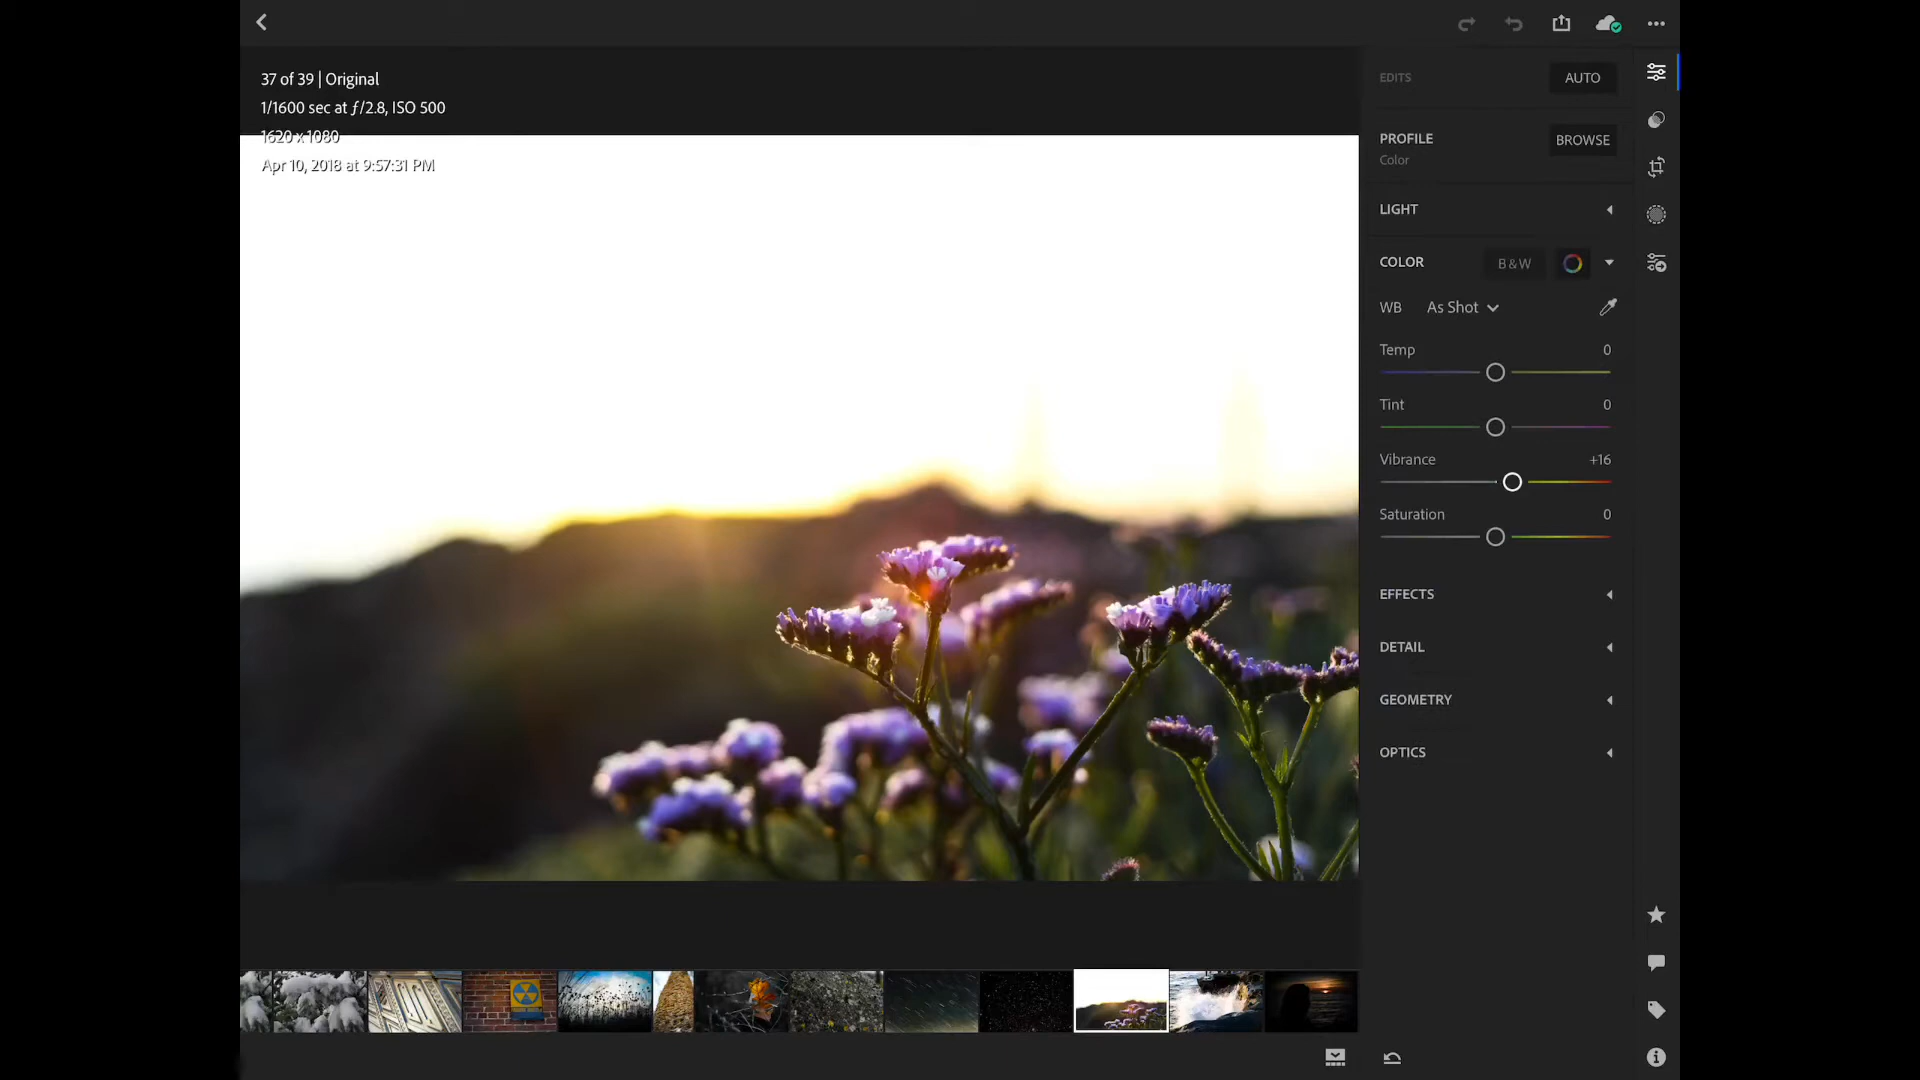 37 of 39 | Original
1/1600 sec at ƒ/2.8, ISO 500
1620 x 1080
Apr 10, 2018 at 9:57:31 PM
EDITS
AUTO
PROFILE
Color
BROWSE
LIGHT
COLOR
B & W
WB
As Shot
Temp
0
Tint
0
Vibrance
+16
Saturation
0
EFFECTS
DETAIL
GEOMETRY
OPTICS